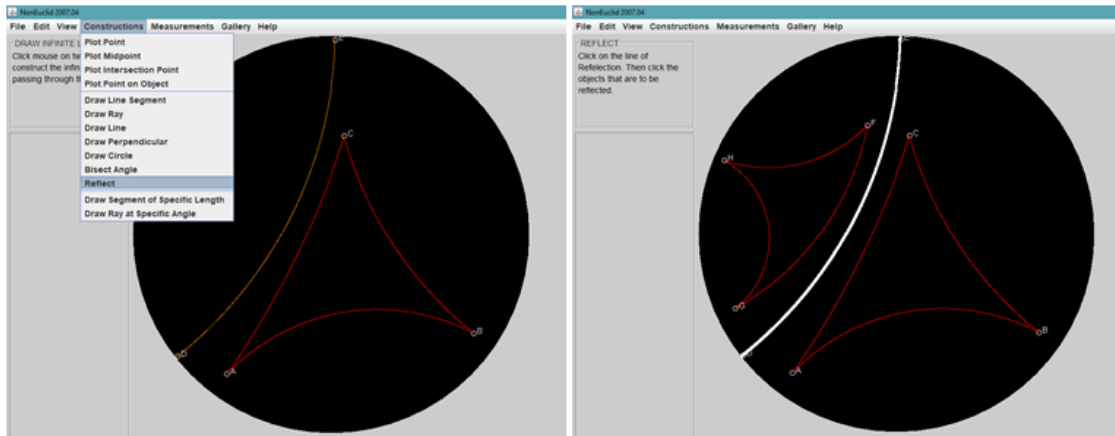 NonEuclid 2007.04
File Edit View Constructions Measurements Gallery Help
DRAW INFINITE L
Click mouse on tw
construct the infin
passing through th
Plot Point
Plot Midpoint
Plot Intersection Point
Plot Point on Object
Draw Line Segment
Draw Ray
Draw Line
Draw Perpendicular
Draw Circle
Bisect Angle
Reflect
Draw Segment of Specific Length
Draw Ray at Specific Angle
C
D
A
B
NonEuclid 2007.04
File Edit View Constructions Measurements Gallery Help
REFLECT
Click on the line of
Refelection. Then click the
objects that are to be
reflected.
F
C
H
G
B
A